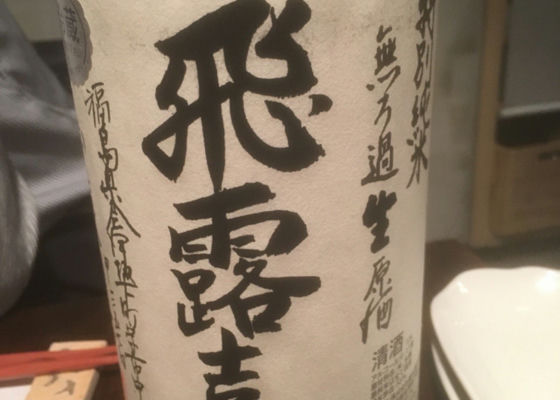 特別純米
無ろ過生原酒
清酒
飛露吉
福島県会津坂下町